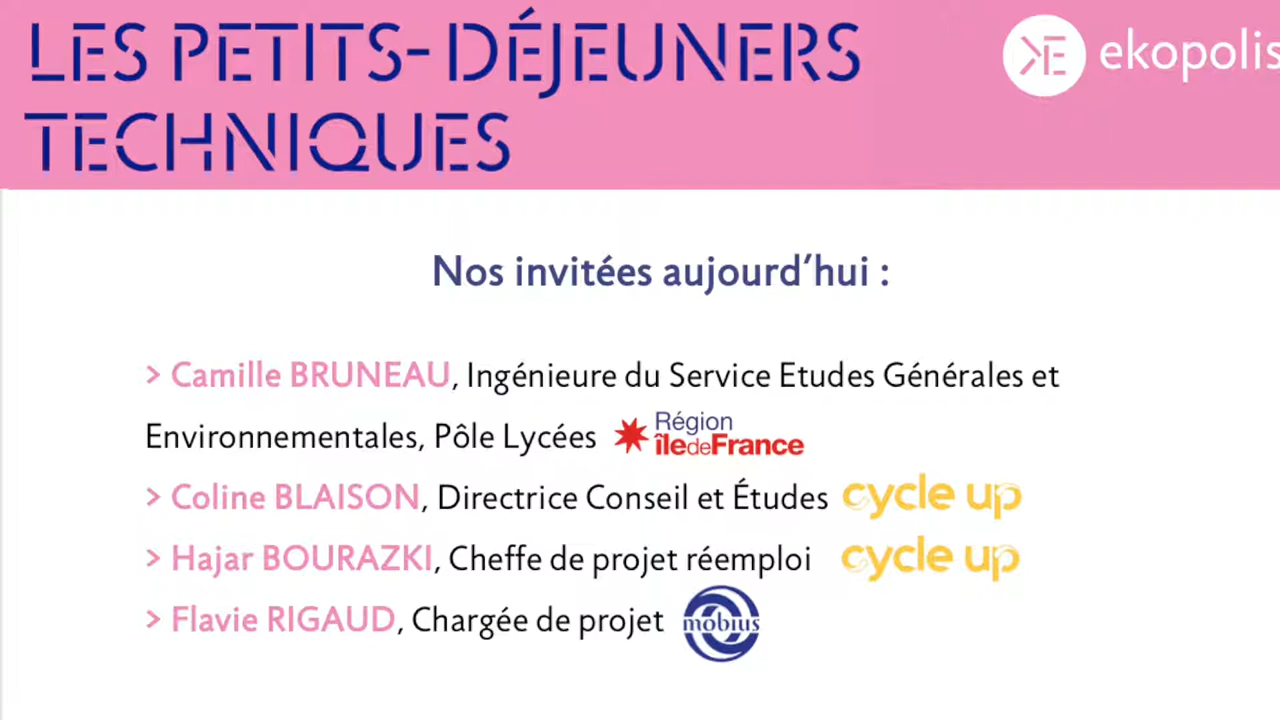 LES PETITS-DÉJEUNERS
TECHNIQUES
ekopolis
Nos invitées aujourd'hui :
> Camille BRUNEAU, Ingénieure du Service Etudes Générales et
Environnementales, Pôle Lycées Région îledeFrance
> Coline BLAISON, Directrice Conseil et Études cycle up
> Hajar BOURAZKI, Cheffe de projet réemploi cycle up
> Flavie RIGAUD, Chargée de projet mobius